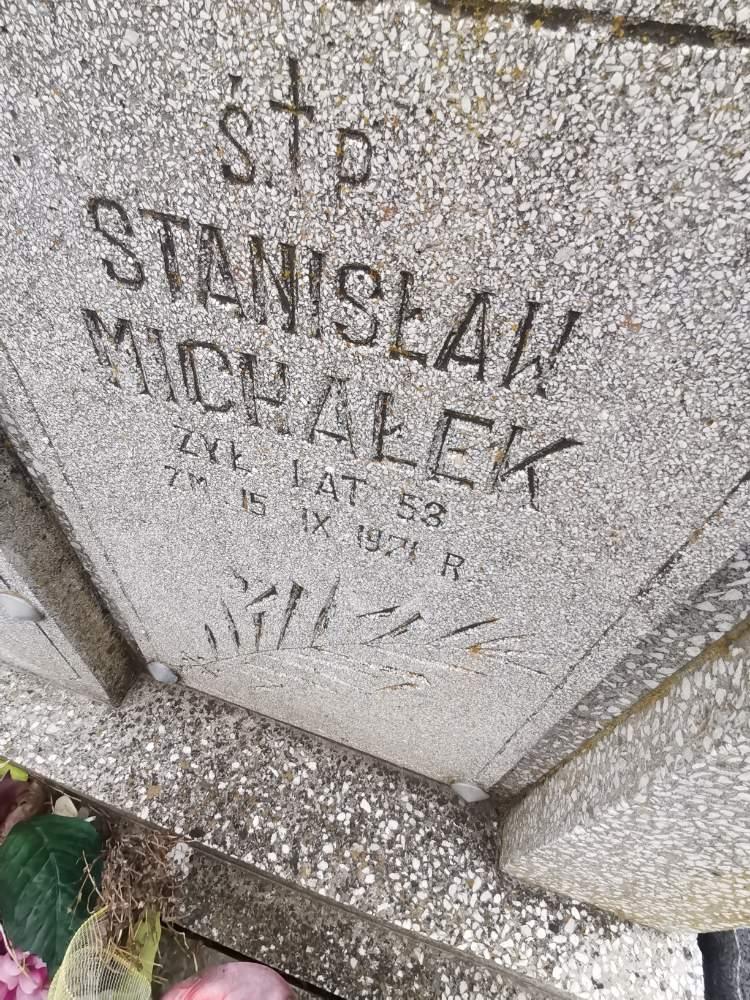 ś † p
STANISŁAW
MICHAŁEK
ŻYŁ LAT 53
ZM 15 IX 1971 R.